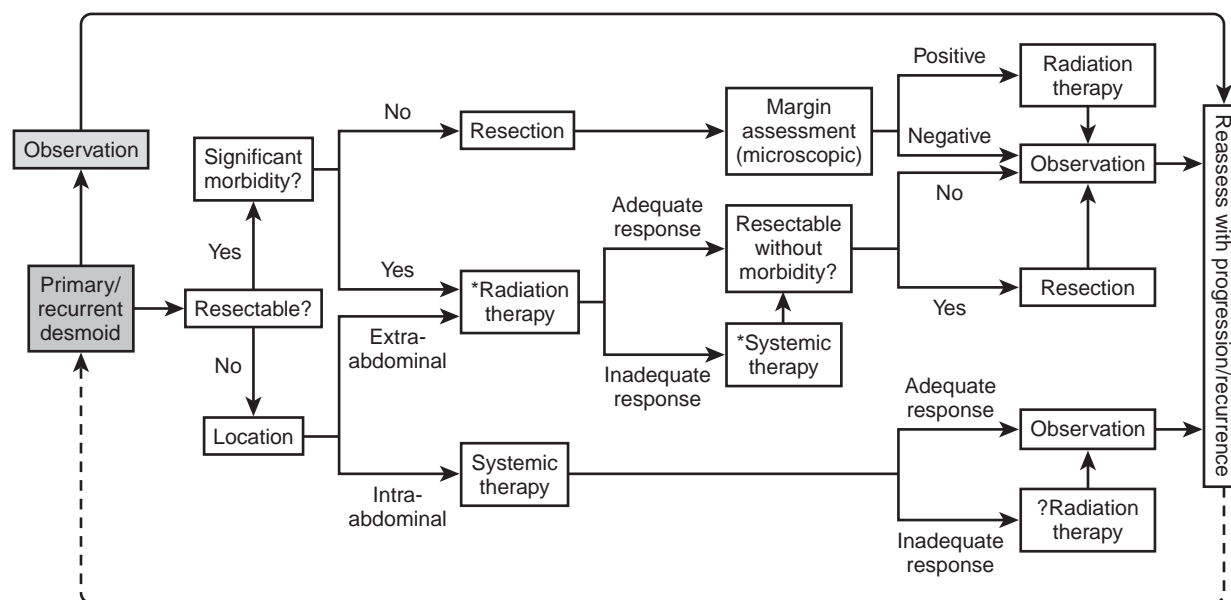 Observation
Primary/
recurrent
desmoid
Resectable?
Yes
No
Significant
morbidity?
Location
No
Yes
Extra-
abdominal
Intra-
abdominal
Resection
*Radiation
therapy
Systemic
therapy
Adequate
response
Inadequate
response
Margin
assessment
(microscopic)
Resectable
without
morbidity?
*Systemic
therapy
Positive
Negative
No
Yes
Adequate
response
Inadequate
response
Radiation
therapy
Observation
Resection
Observation
?Radiation
therapy
Reassess with progression/recurrence